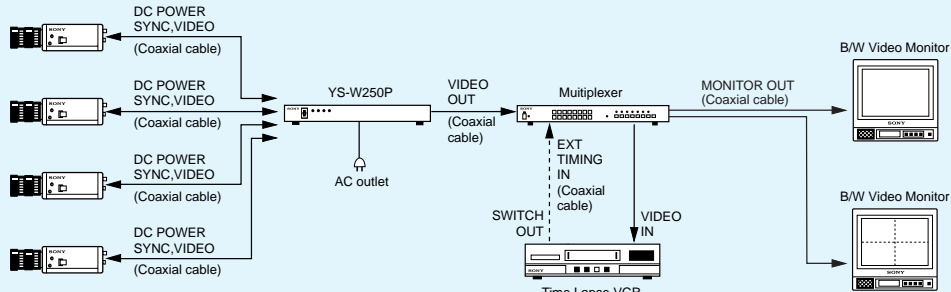 DC POWER
SYNC,VIDEO
(Coaxial cable)
SONY
DC POWER
SYNC,VIDEO
(Coaxial cable)
SONY
DC POWER
SYNC,VIDEO
(Coaxial cable)
SONY
DC POWER
SYNC,VIDEO
(Coaxial cable)
SONY
YS-W250P
SONY
AC outlet
VIDEO
OUT
(Coaxial
cable)
Muitiplexer
SONY
EXT
TIMING
IN
(Coaxial
cable)
SWITCH
OUT
VIDEO
IN
SONY
Time Lapse VCR
MONITOR OUT
(Coaxial cable)
B/W Video Monitor
SONY
B/W Video Monitor
SONY